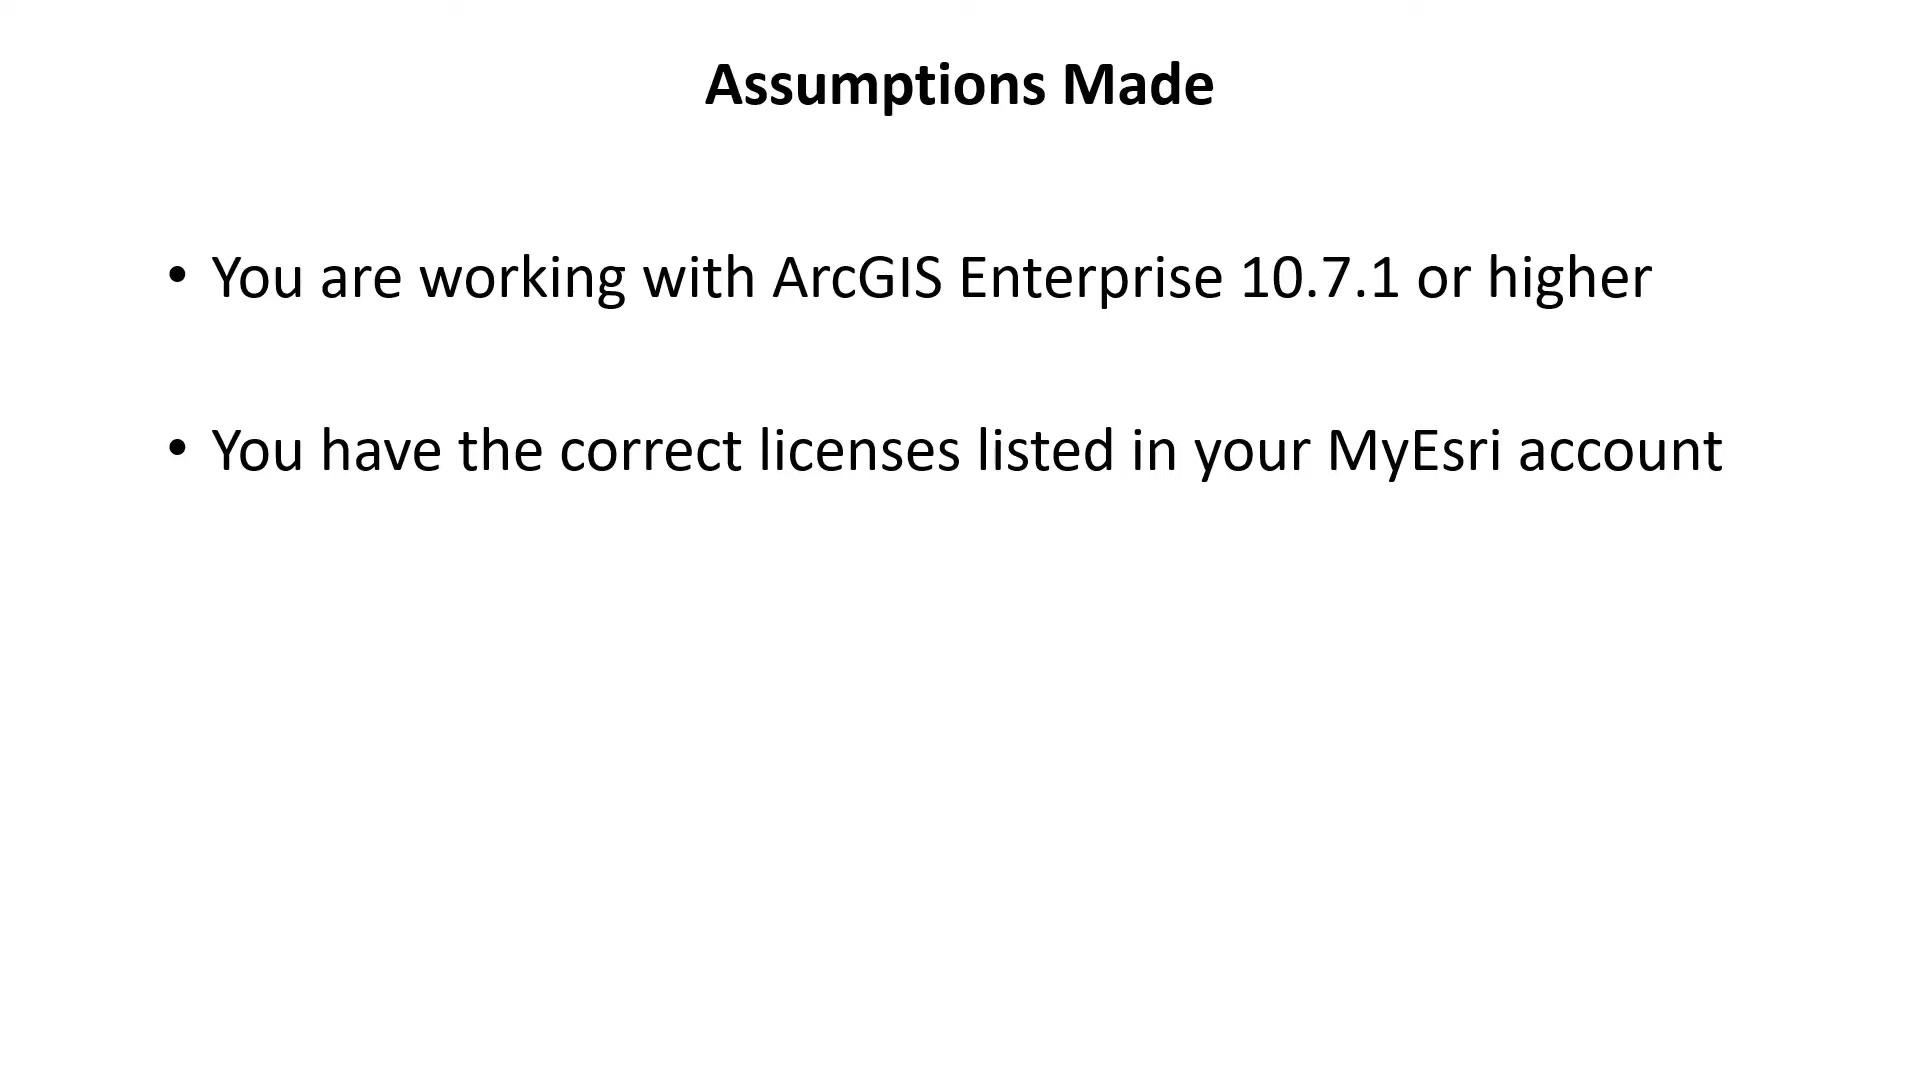 Assumptions Made
• You are working with ArcGIS Enterprise 10.7.1 or higher
• You have the correct licenses listed in your MyEsri account